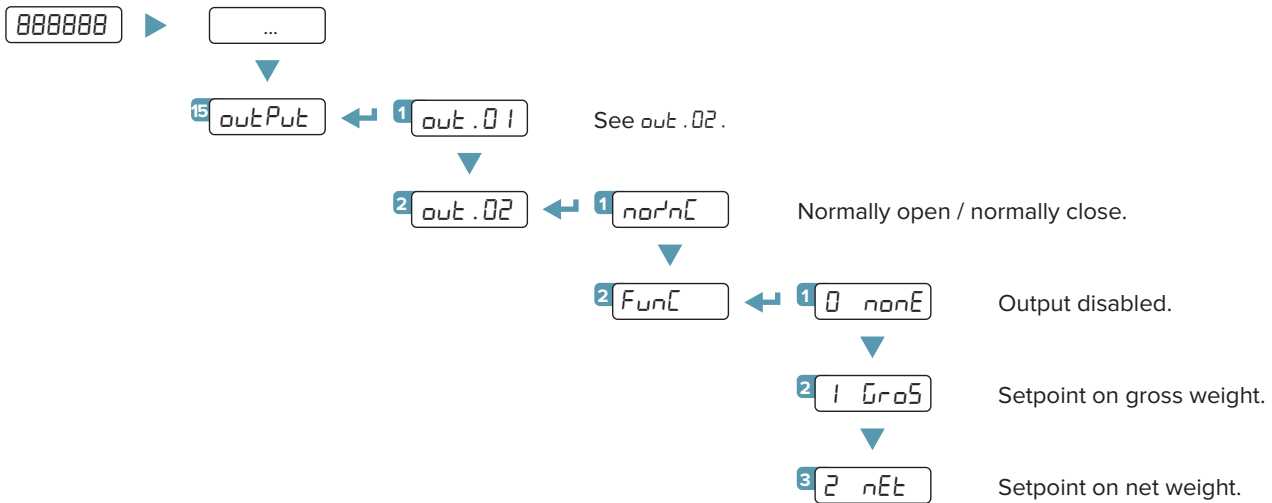 888888
...
15 outPut 1 out.01 See out.02.
2 out.02 1 no/nC Normally open / normally close.
2 FunC 1 0 nonE Output disabled.
2 1 GroS Setpoint on gross weight.
3 2 nEt Setpoint on net weight.